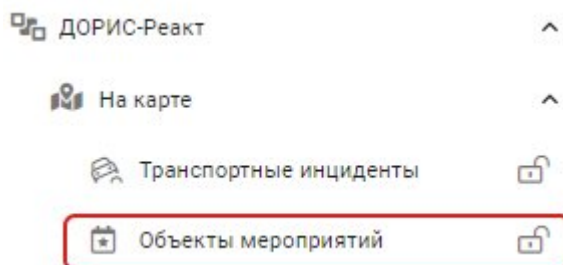 ДОРИС-Реакт
На карте
Транспортные инциденты
Объекты мероприятий